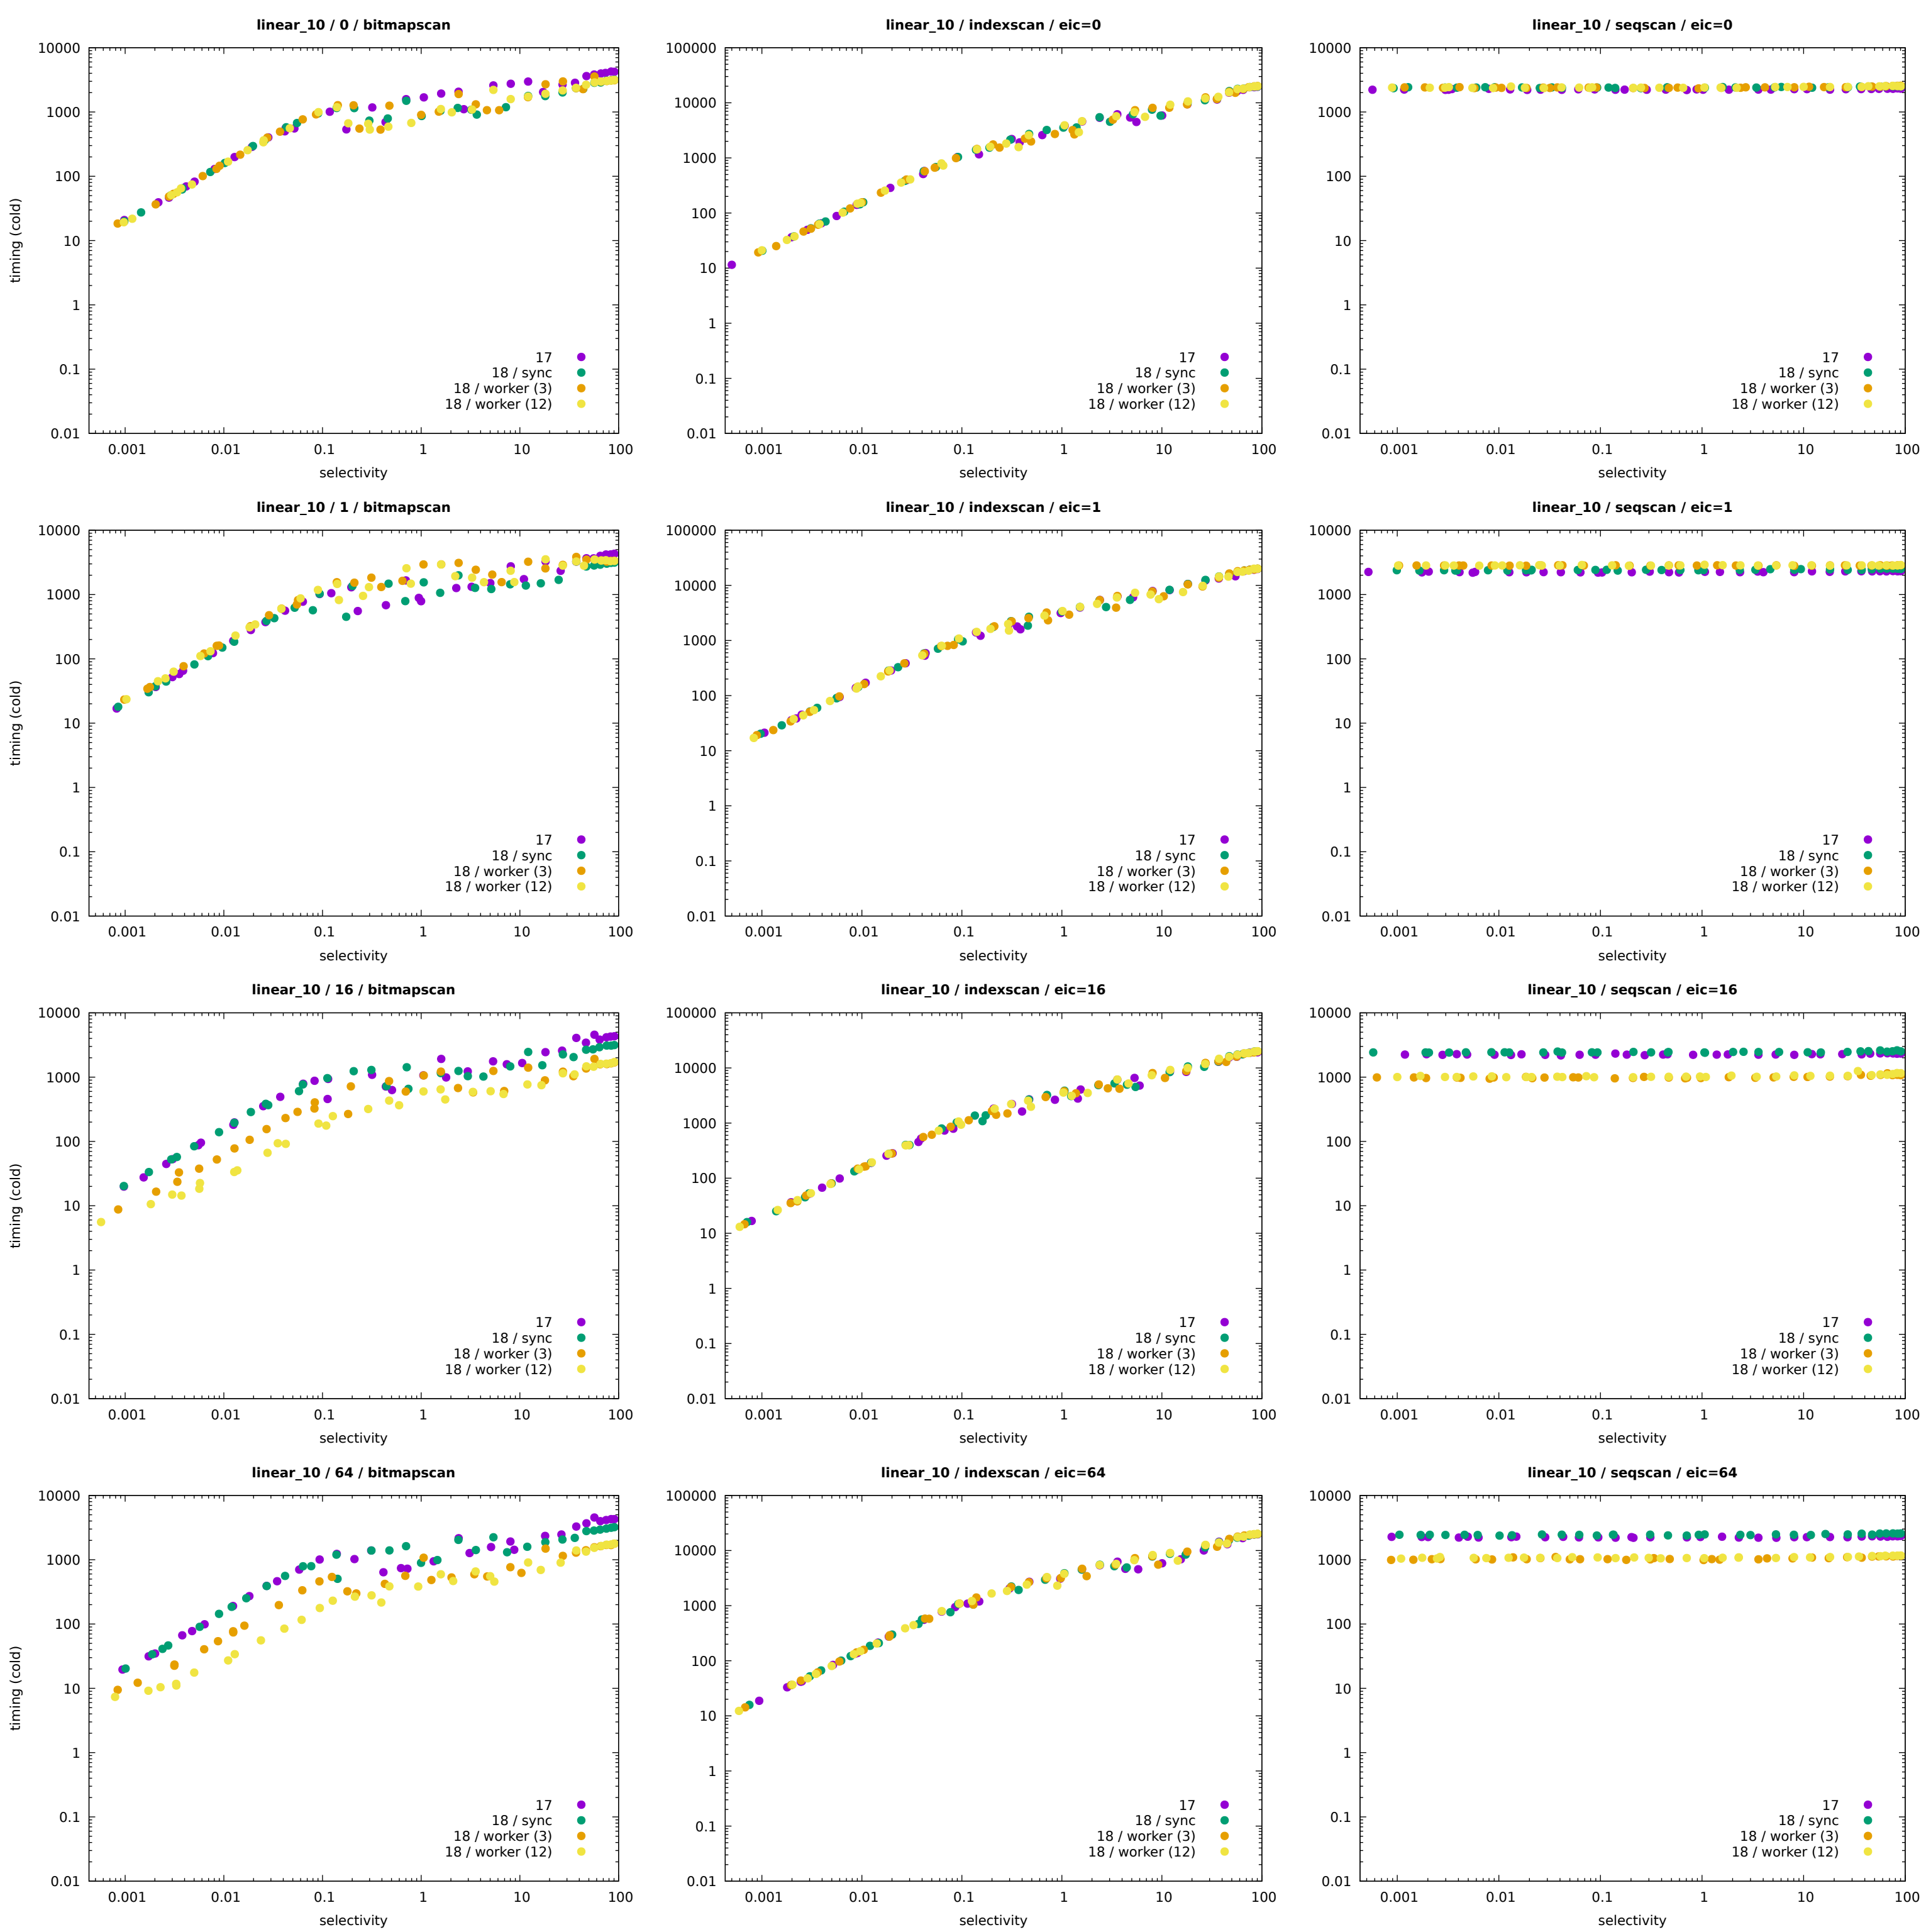 linear_10 / 0 / bitmapscan
timing (cold)
10000
1000
100
10
1
0.1
0.01
17
18 / sync
18 / worker (3)
18 / worker (12)
0.001 0.01 0.1 1 10 100
selectivity
linear_10 / indexscan / eic=0
100000
10000
1000
100
10
1
0.1
0.01
17
18 / sync
18 / worker (3)
18 / worker (12)
0.001 0.01 0.1 1 10 100
selectivity
linear_10 / seqscan / eic=0
10000
1000
100
10
1
0.1
0.01
17
18 / sync
18 / worker (3)
18 / worker (12)
0.001 0.01 0.1 1 10 100
selectivity
linear_10 / 1 / bitmapscan
timing (cold)
10000
1000
100
10
1
0.1
0.01
17
18 / sync
18 / worker (3)
18 / worker (12)
0.001 0.01 0.1 1 10 100
selectivity
linear_10 / indexscan / eic=1
100000
10000
1000
100
10
1
0.1
0.01
17
18 / sync
18 / worker (3)
18 / worker (12)
0.001 0.01 0.1 1 10 100
selectivity
linear_10 / seqscan / eic=1
10000
1000
100
10
1
0.1
0.01
17
18 / sync
18 / worker (3)
18 / worker (12)
0.001 0.01 0.1 1 10 100
selectivity
linear_10 / 16 / bitmapscan
timing (cold)
10000
1000
100
10
1
0.1
0.01
17
18 / sync
18 / worker (3)
18 / worker (12)
0.001 0.01 0.1 1 10 100
selectivity
linear_10 / indexscan / eic=16
100000
10000
1000
100
10
1
0.1
0.01
17
18 / sync
18 / worker (3)
18 / worker (12)
0.001 0.01 0.1 1 10 100
selectivity
linear_10 / seqscan / eic=16
10000
1000
100
10
1
0.1
0.01
17
18 / sync
18 / worker (3)
18 / worker (12)
0.001 0.01 0.1 1 10 100
selectivity
linear_10 / 64 / bitmapscan
timing (cold)
10000
1000
100
10
1
0.1
0.01
17
18 / sync
18 / worker (3)
18 / worker (12)
0.001 0.01 0.1 1 10 100
selectivity
linear_10 / indexscan / eic=64
100000
10000
1000
100
10
1
0.1
0.01
17
18 / sync
18 / worker (3)
18 / worker (12)
0.001 0.01 0.1 1 10 100
selectivity
linear_10 / seqscan / eic=64
10000
1000
100
10
1
0.1
0.01
17
18 / sync
18 / worker (3)
18 / worker (12)
0.001 0.01 0.1 1 10 100
selectivity